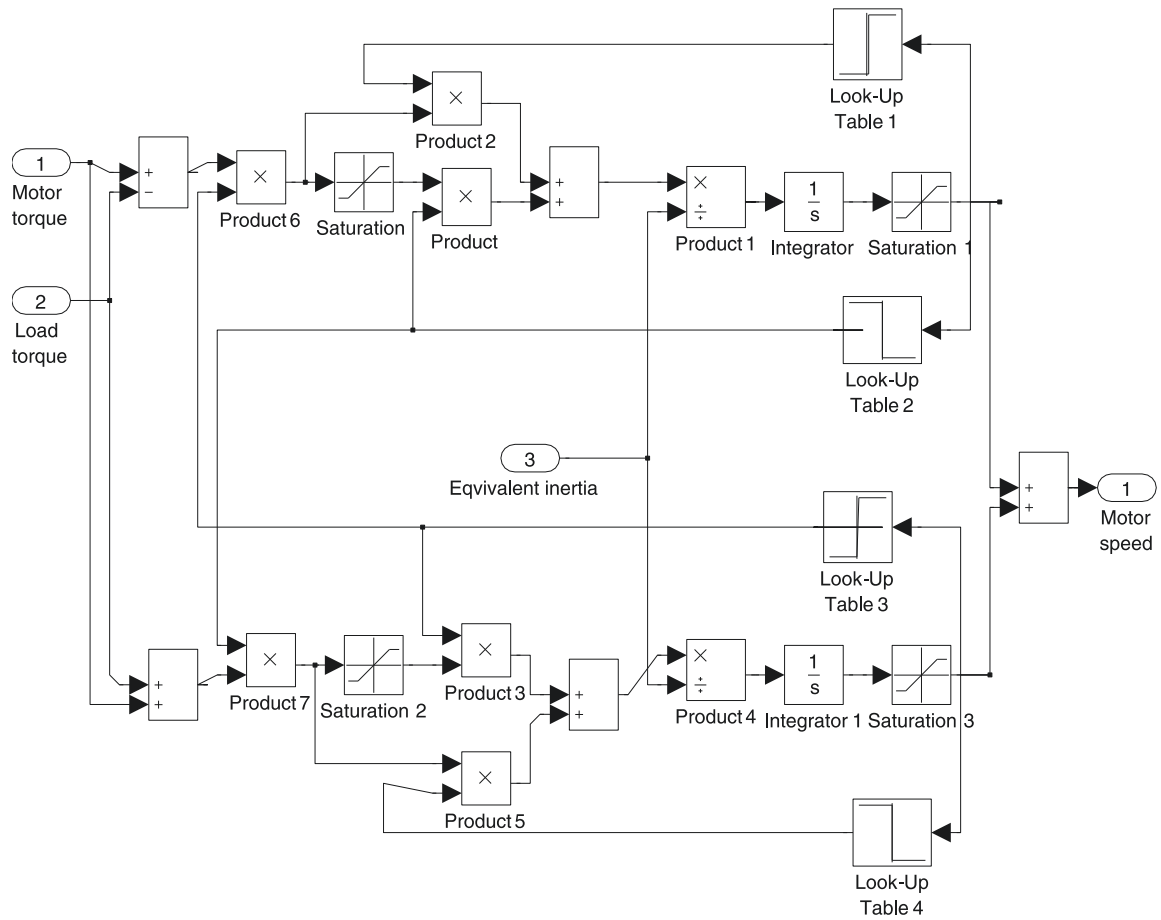 Look-Up
Table 1
×
Product 2
1
Motor
torque
+
−
×
Product 6
Saturation
×
Product
+
+
×
÷
Product 1
1
s
Integrator
Saturation 1
2
Load
torque
Look-Up
Table 2
3
Eqvivalent inertia
+
+
1
Motor
speed
Look-Up
Table 3
+
+
×
Product 7
Saturation 2
×
Product 3
+
+
×
÷
Product 4
1
s
Integrator 1
Saturation 3
×
Product 5
Look-Up
Table 4